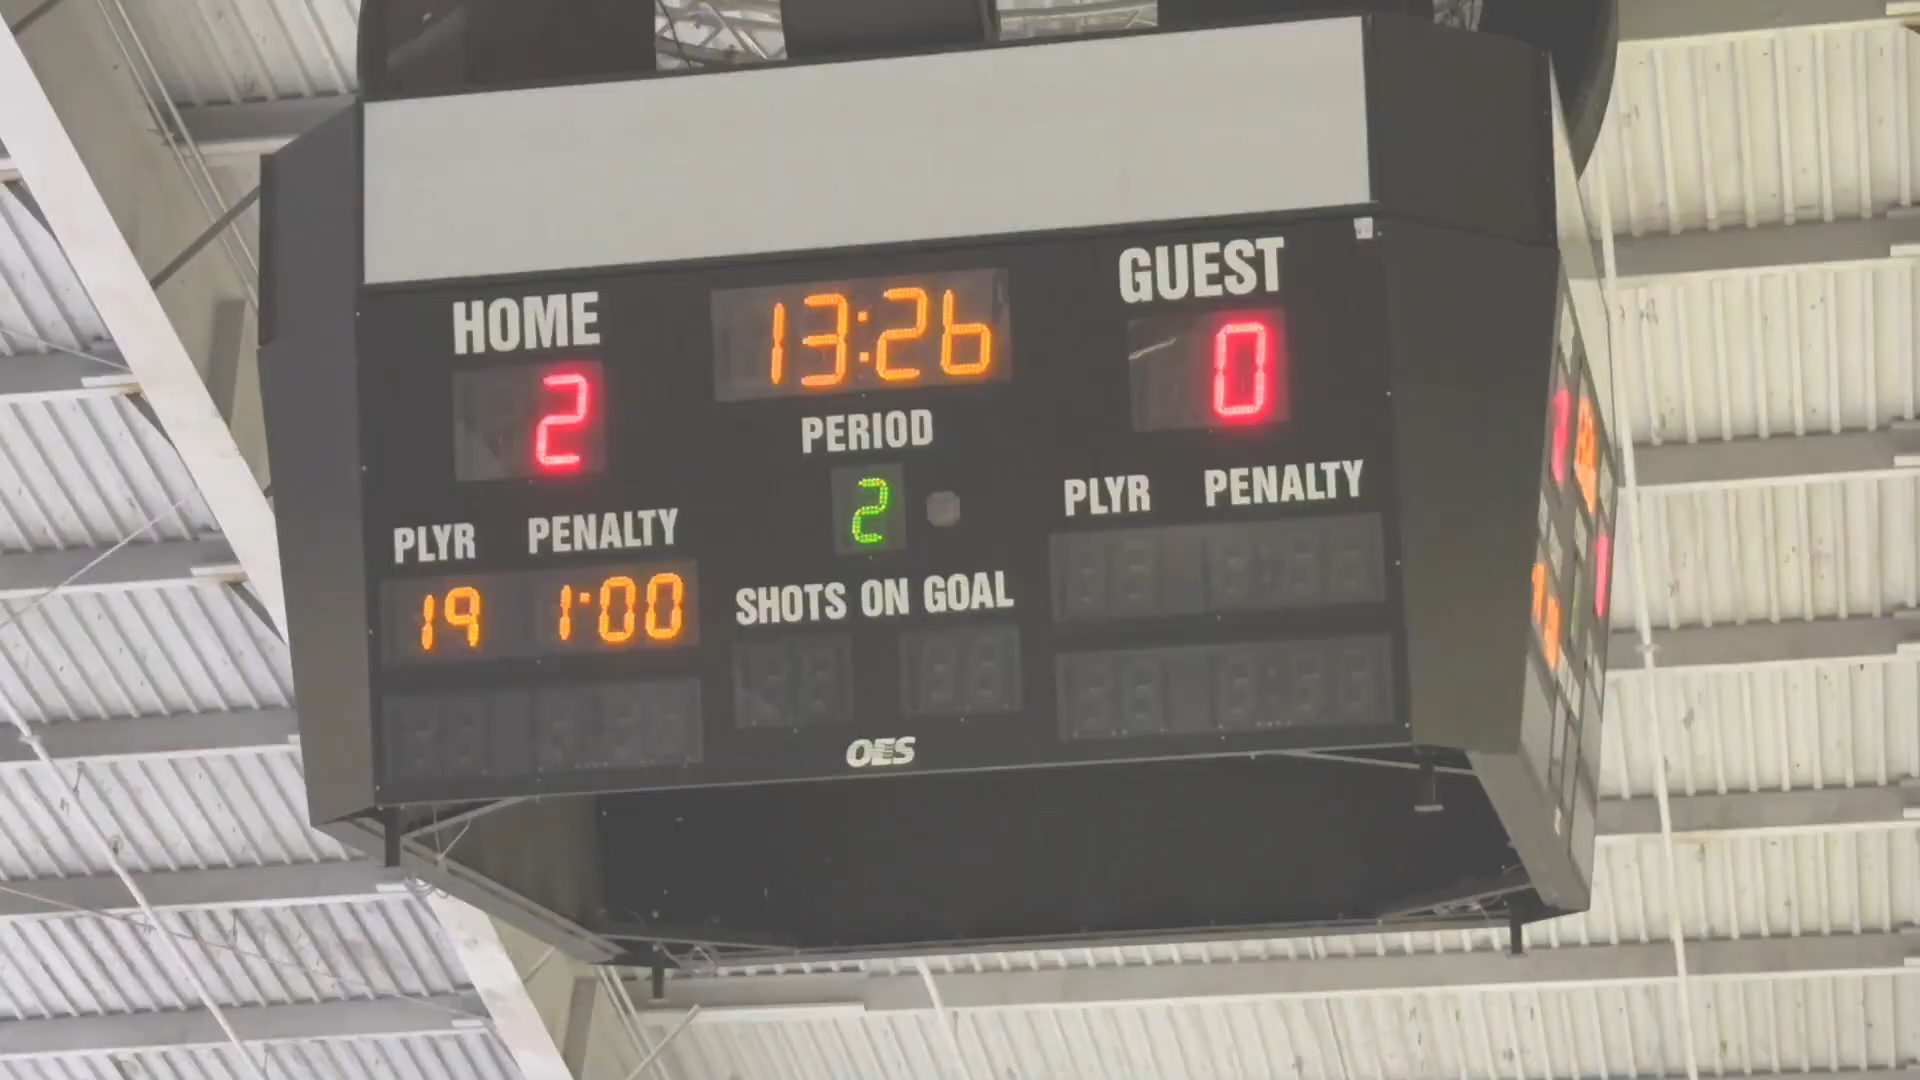 HOME 13:26 GUEST
2 0
PERIOD
2
PLYR PENALTY PLYR PENALTY
19 1:00
SHOTS ON GOAL
OES